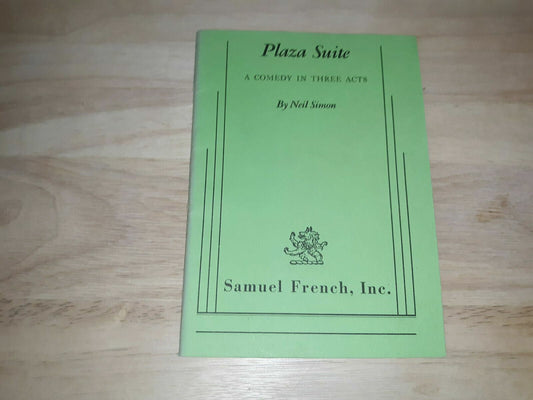 Plaza Suite
A COMEDY IN THREE ACTS
By Neil Simon
Samuel French, Inc.